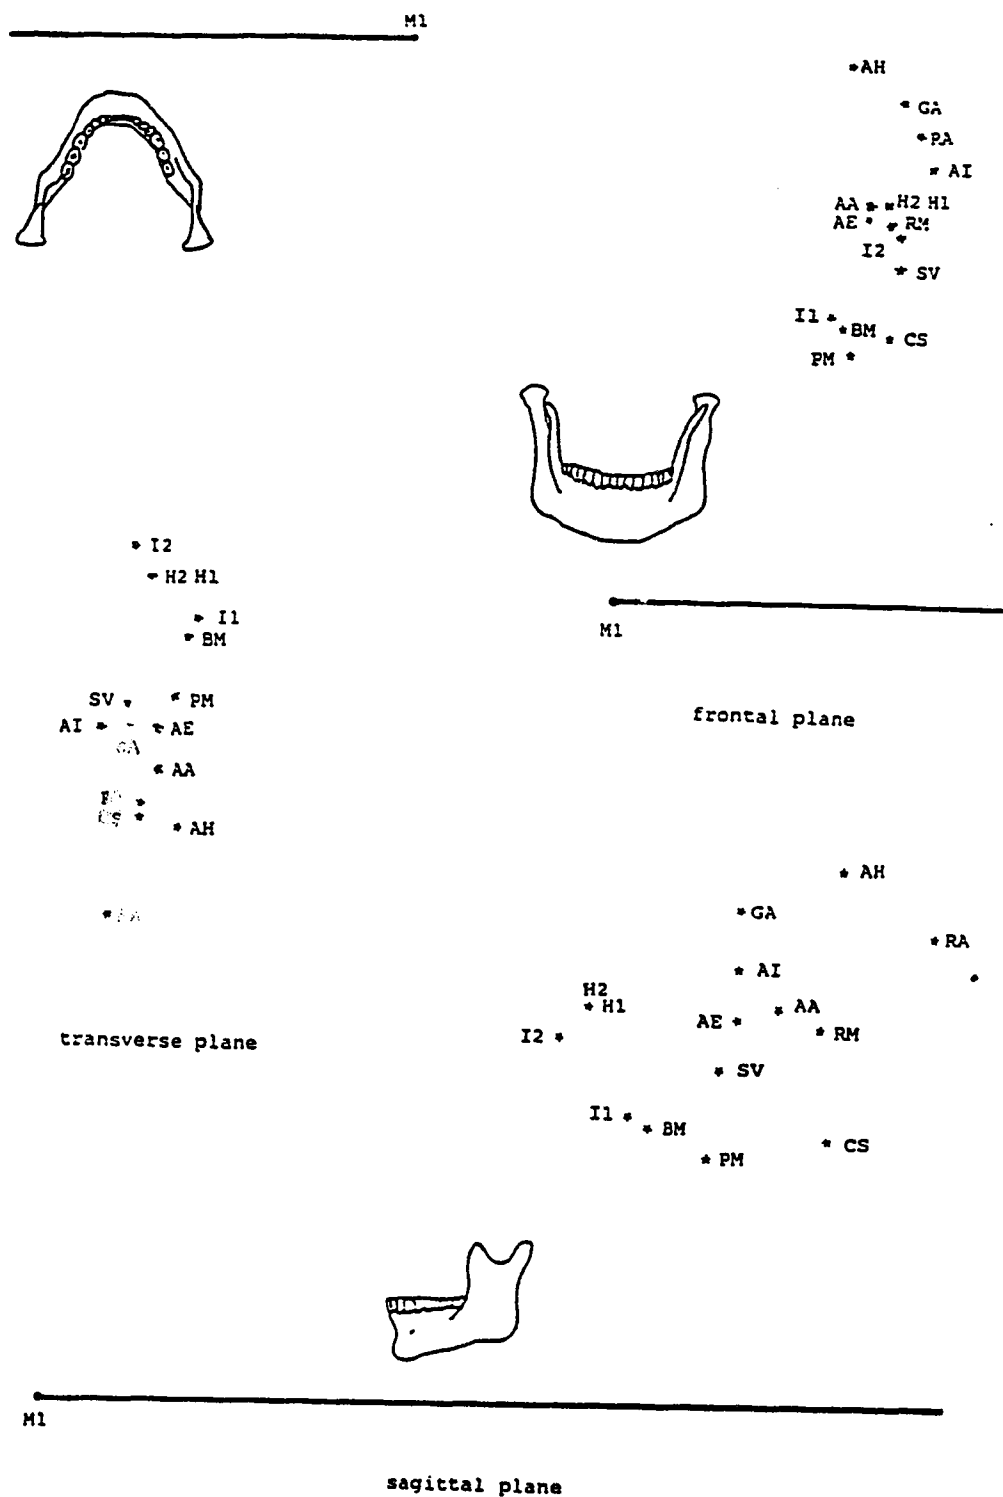 M1
*AH
* GA
*RA
* AI
AA * *H2 H1
AE * * RM
I2 *
* SV
I1 *
*BM * CS
PM *
M1
frontal plane
* I2
* H2 H1
* I1
* BM
SV * * PM
AI * * AE
GA
* AA
*
*
* AH
*
transverse plane
* AH
*GA
*RA
* AI
H2
*H1
* AA
AE *
I2 *
* RM
* SV
I1 *
* BM
* CS
* PM
M1
sagittal plane